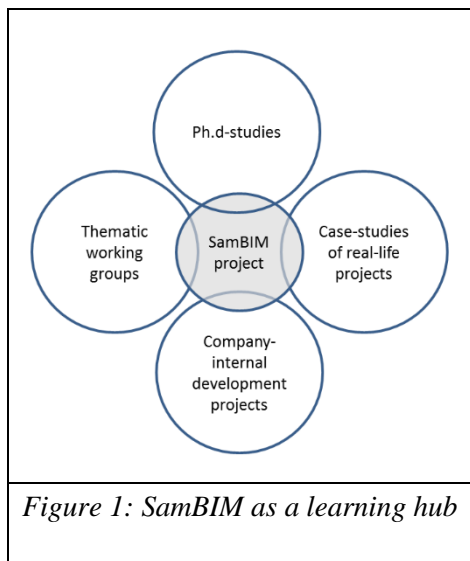 Ph.d-studies
Thematic
working
groups
SamBIM
project
Case-studies
of real-life
projects
Company-
internal
development
projects
Figure 1: SamBIM as a learning hub